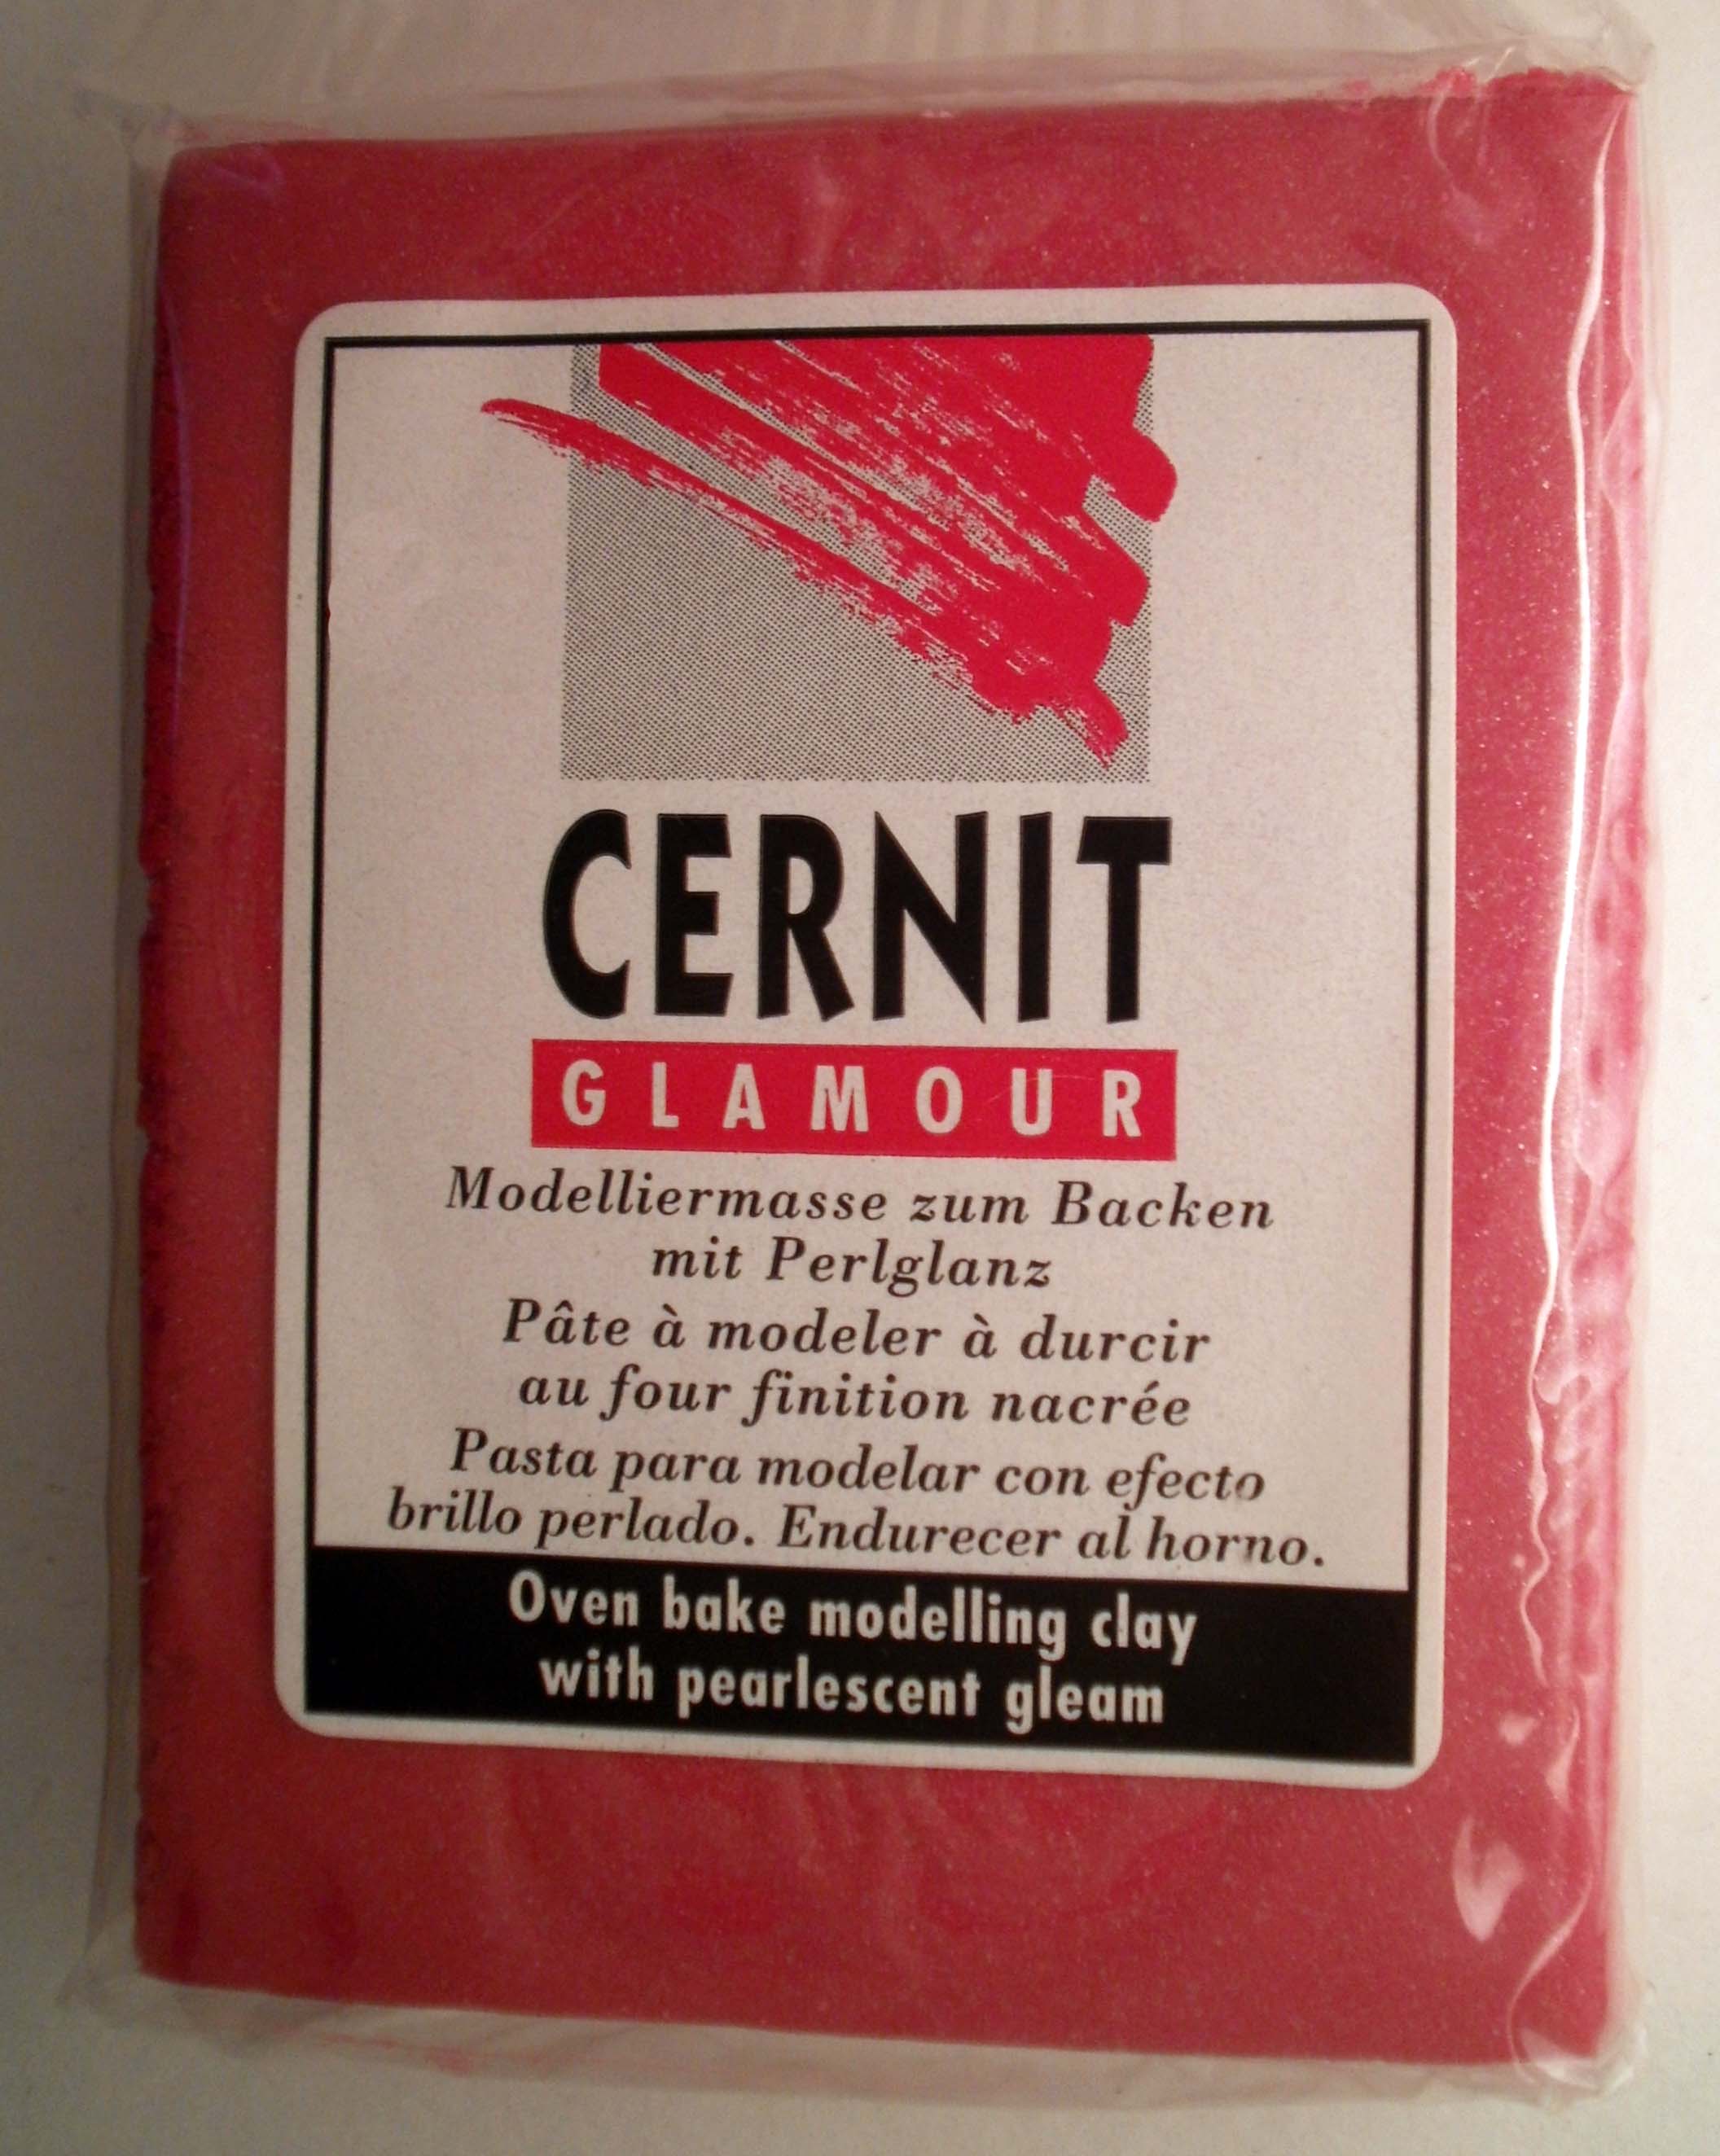 CERNIT
GLAMOUR
Modelliermasse zum Backen
mit Perlglanz
Pâte à modeler à durcir
au four finition nacrée
Pasta para modelar con efecto
brillo perlado. Endurecer al horno.
Oven bake modelling clay
with pearlescent gleam